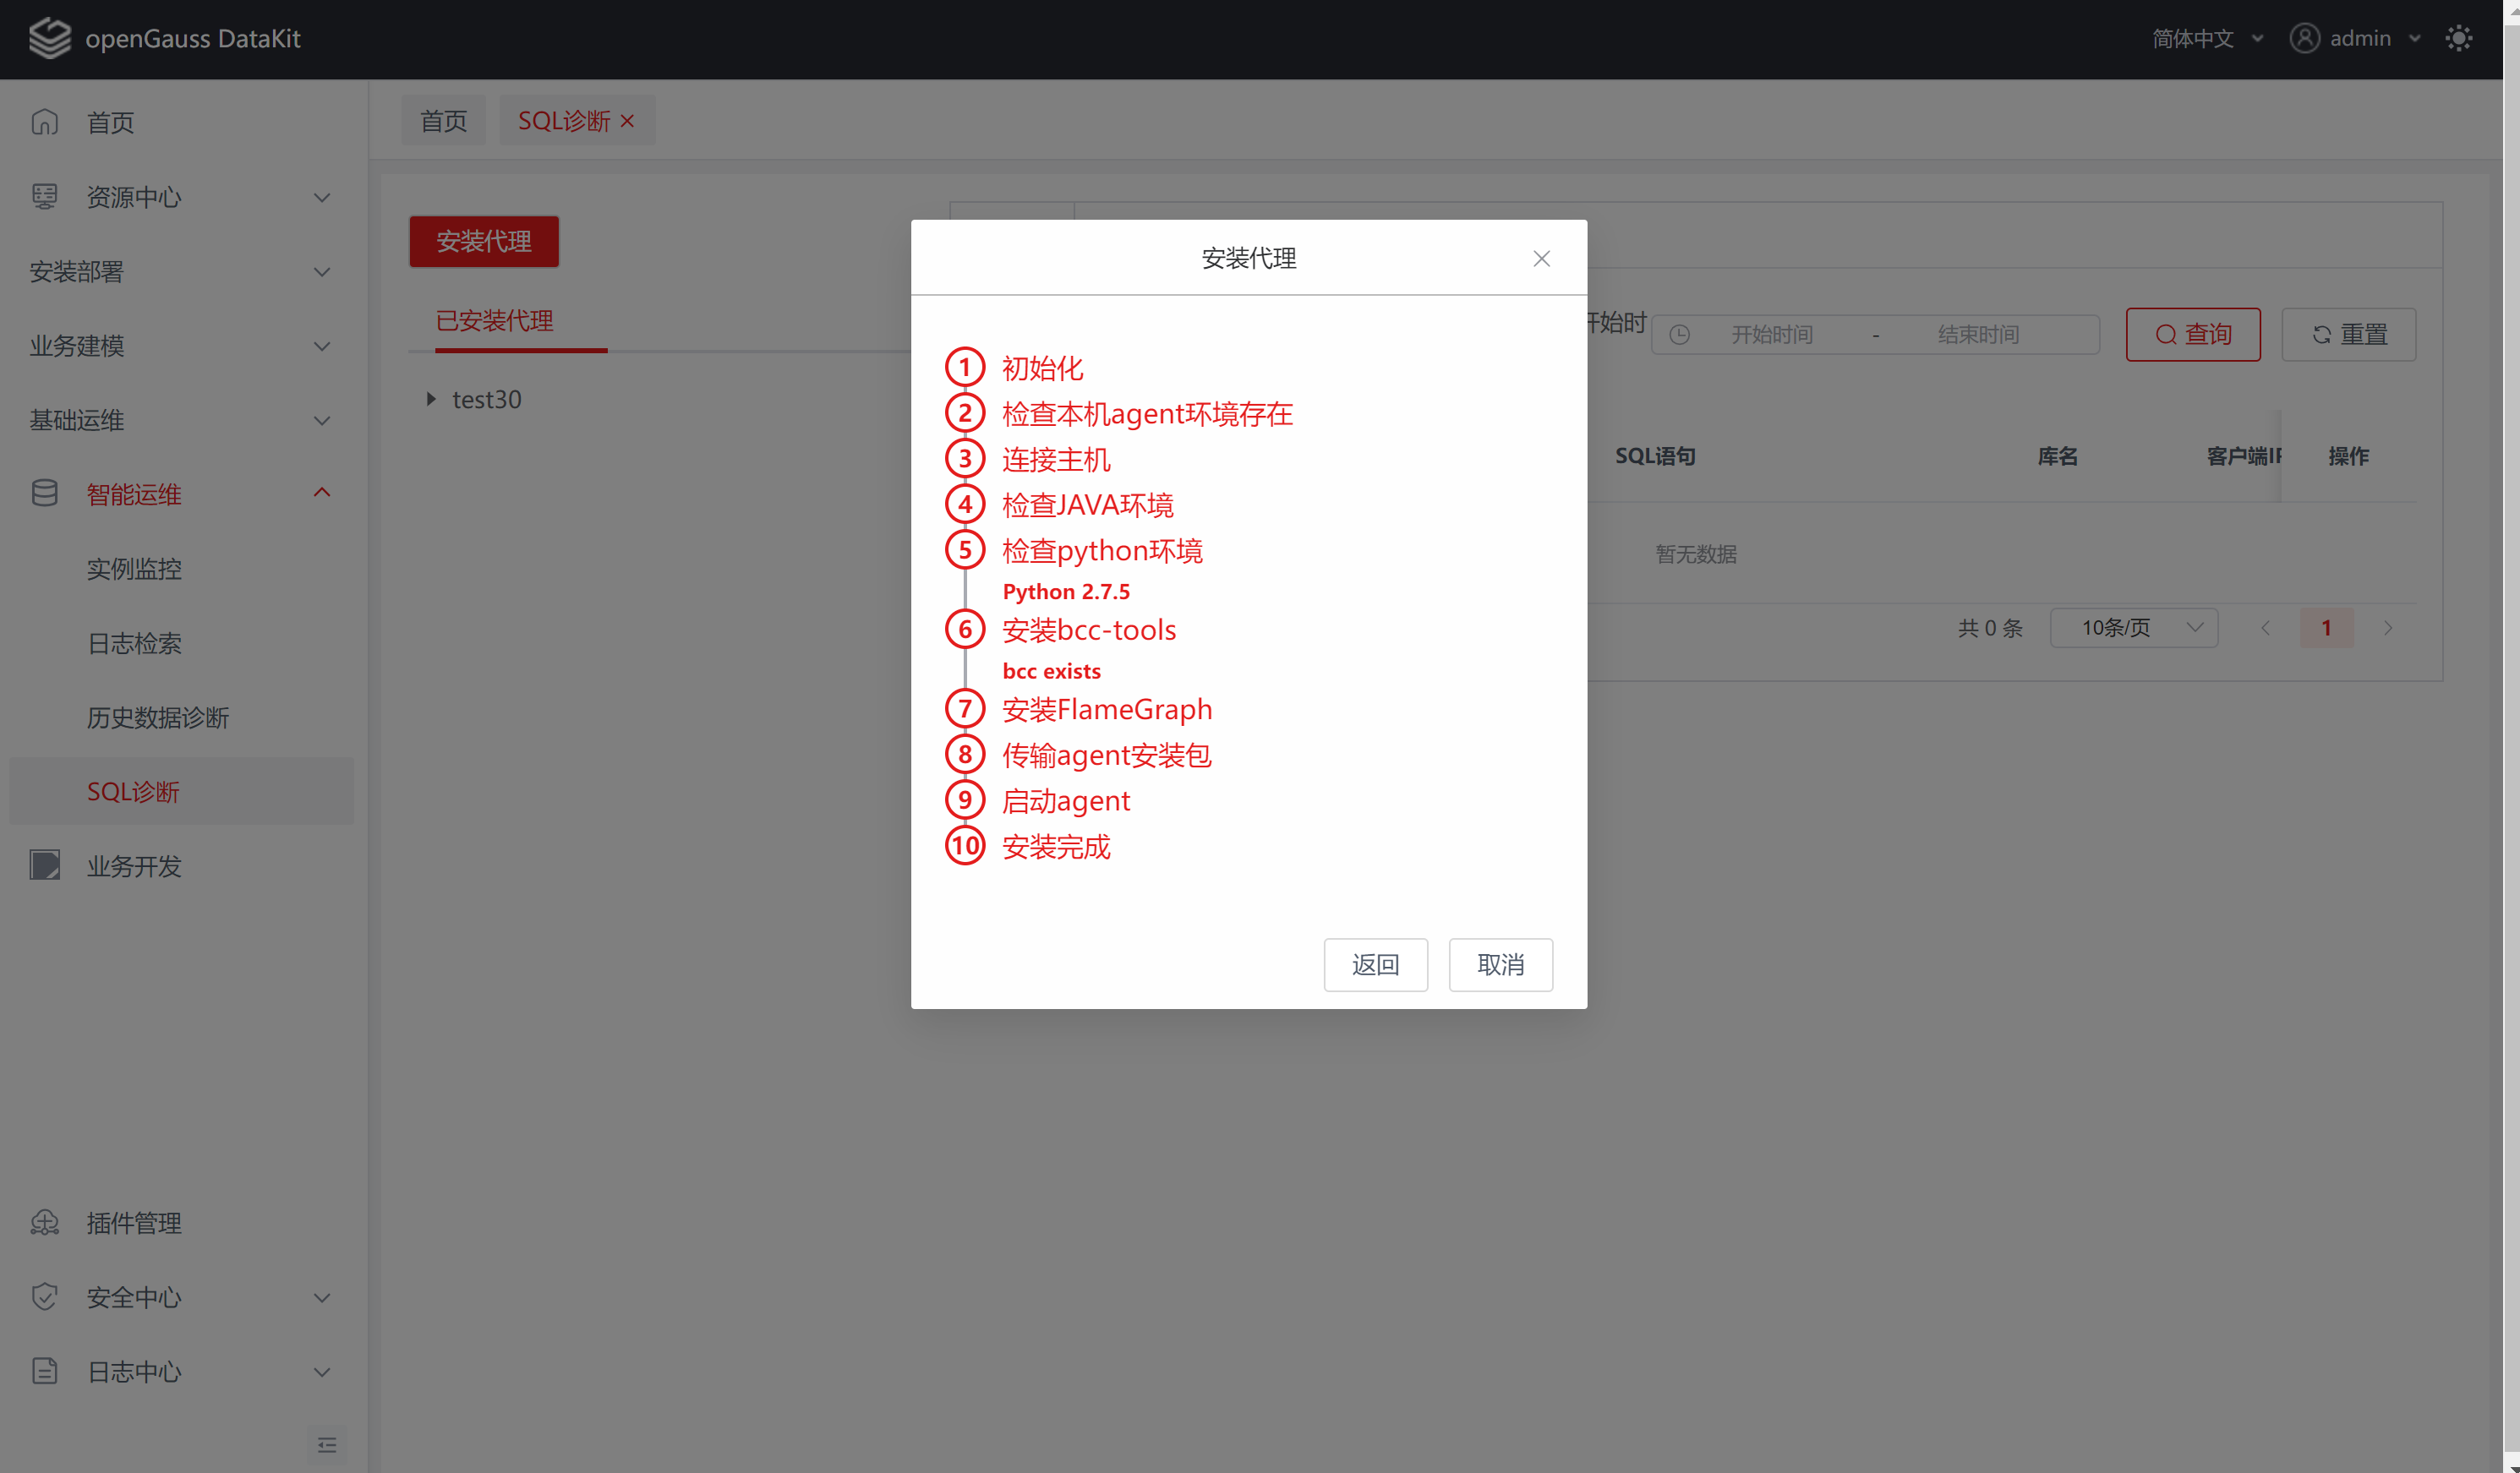 openGauss DataKit
简体中文
admin
首页
资源中心
安装部署
业务建模
基础运维
智能运维
实例监控
日志检索
历史数据诊断
SQL诊断
业务开发
插件管理
安全中心
日志中心
首页
SQL诊断
安装代理
已安装代理
test30
开始时
开始时间 - 结束时间
查询
重置
SQL语句 库名 客户端IP 操作
暂无数据
共 0 条 10条/页 1
安装代理
1 初始化
2 检查本机agent环境存在
3 连接主机
4 检查JAVA环境
5 检查python环境
Python 2.7.5
6 安装bcc-tools
bcc exists
7 安装FlameGraph
8 传输agent安装包
9 启动agent
10 安装完成
返回 取消